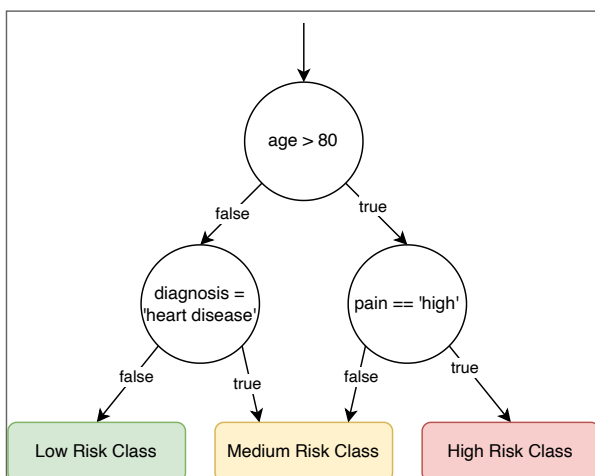 age > 80
false
true
diagnosis =
'heart disease'
pain == 'high'
false
true
false
true
Low Risk Class
Medium Risk Class
High Risk Class